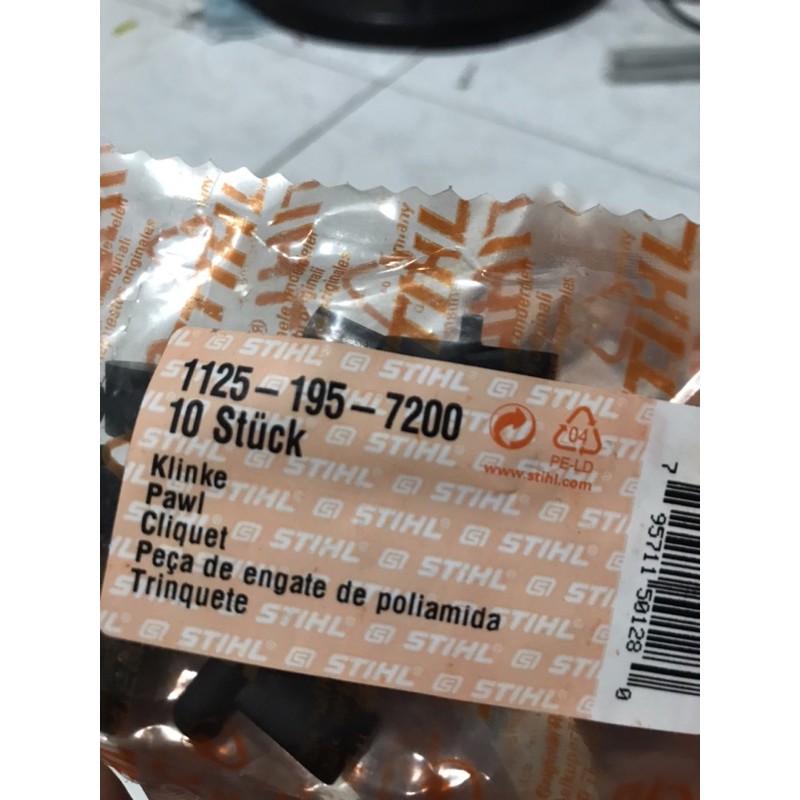 1125-195-7200
10 Stück
Klinke
Pawl
Cliquet
Peça de engate de poliamida
Trinquete
04
PE-LD
www.stihl.com
STIHL
7 95711 50128 0